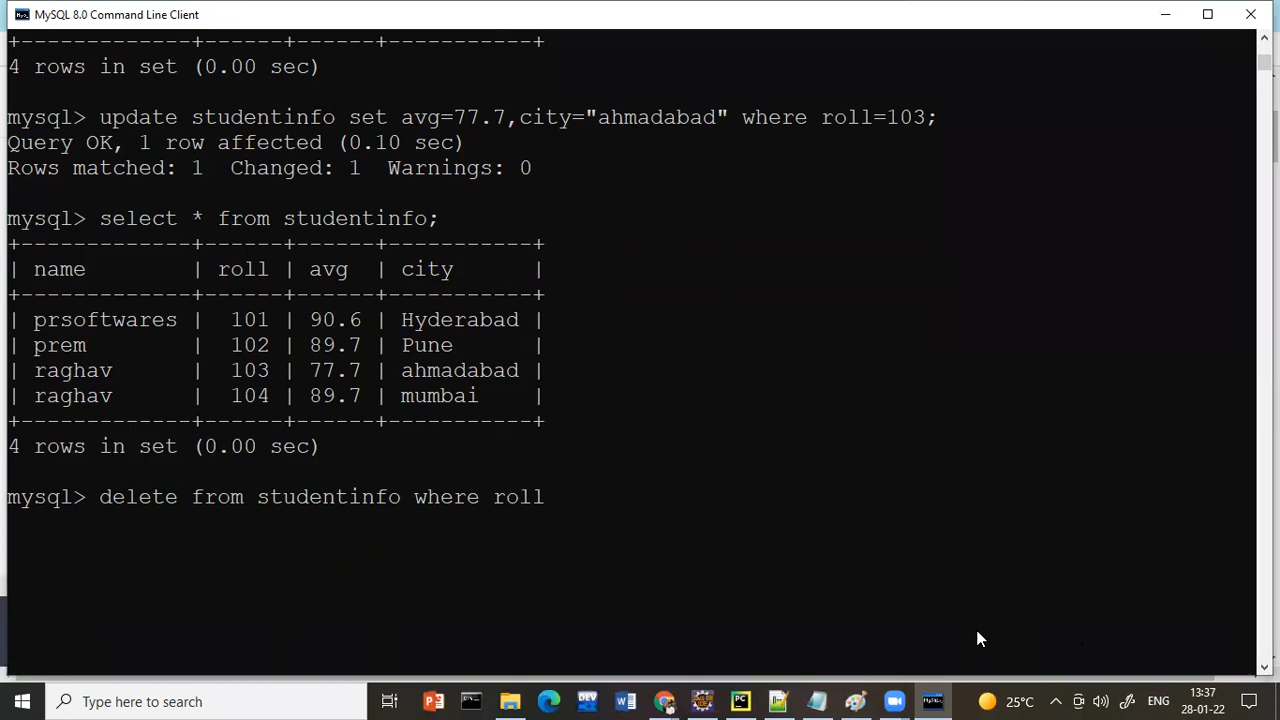 MySQL 8.0 Command Line Client
+-------------+------+------+-----------+
4 rows in set (0.00 sec)
mysql> update studentinfo set avg=77.7,city="ahmadabad" where roll=103;
Query OK, 1 row affected (0.10 sec)
Rows matched: 1  Changed: 1  Warnings: 0
mysql> select * from studentinfo;
+-------------+------+------+-----------+
| name        | roll | avg  | city      |
+-------------+------+------+-----------+
| prsoftwares |  101 | 90.6 | Hyderabad |
| prem        |  102 | 89.7 | Pune      |
| raghav      |  103 | 77.7 | ahmadabad |
| raghav      |  104 | 89.7 | mumbai    |
+-------------+------+------+-----------+
4 rows in set (0.00 sec)
mysql> delete from studentinfo where roll
Type here to search
25°C
ENG
13:37
28-01-22